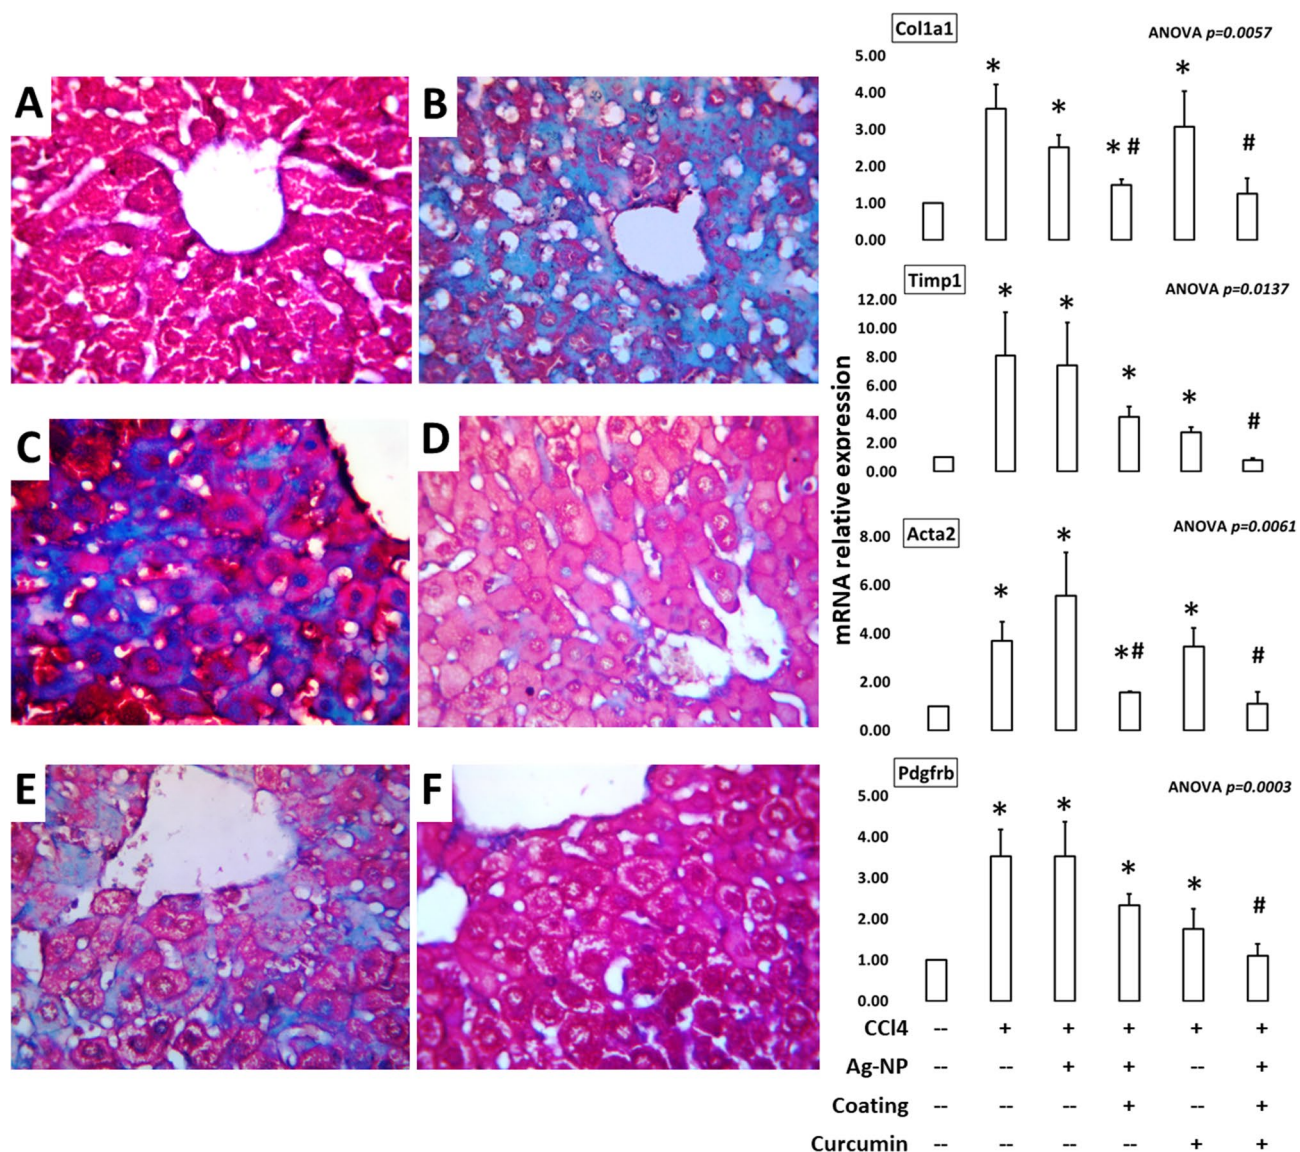 A
B
C
D
E
F
mRNA relative expression
Col1a1
ANOVA p=0.0057
5.00
4.00
3.00
2.00
1.00
0.00
*
*
* #
*
#
Timp1
ANOVA p=0.0137
12.00
10.00
8.00
6.00
4.00
2.00
0.00
*
*
*
*
#
Acta2
ANOVA p=0.0061
8.00
6.00
4.00
2.00
0.00
*
*
*#
*
#
Pdgfrb
ANOVA p=0.0003
5.00
4.00
3.00
2.00
1.00
0.00
*
*
*
*
#
CCl4 -- + + + + +
Ag-NP -- -- + + -- +
Coating -- -- -- + -- +
Curcumin -- -- -- -- + +